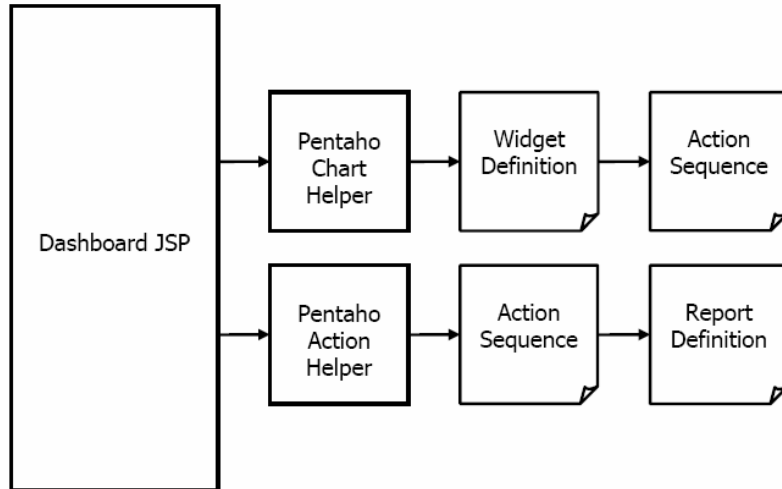 Dashboard JSP
Pentaho
Chart
Helper
Widget
Definition
Action
Sequence
Pentaho
Action
Helper
Action
Sequence
Report
Definition